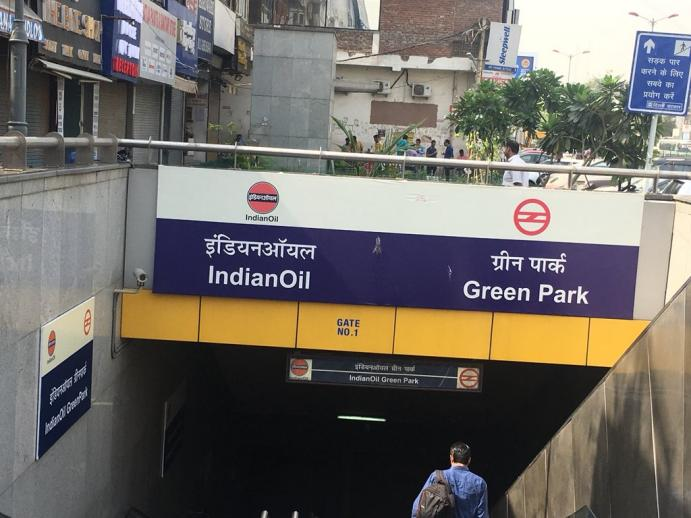 Sleepwell
सड़क पार
करने के लिए
सबवे का
प्रयोग करें
इंडियनऑयल
IndianOil
इंडियनऑयल
IndianOil
ग्रीन पार्क
Green Park
GATE
NO.1
इंडियनऑयल ग्रीन पार्क
IndianOil Green Park
इंडियनऑयल ग्रीनपार्क
IndianOil GreenPark